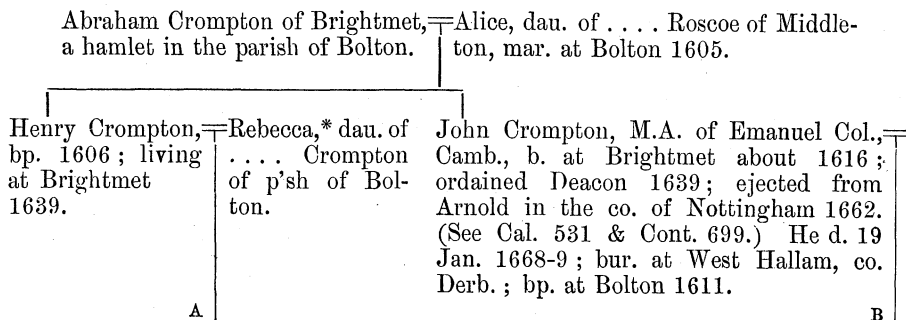 Abraham Crompton of Brightmet,
a hamlet in the parish of Bolton.
Alice, dau. of . . . . Roscoe of Middle-
ton, mar. at Bolton 1605.
Henry Crompton,
bp. 1606 ; living
at Brightmet
1639.
Rebecca,* dau. of
. . . . Crompton
of p'sh of Bol-
ton.
John Crompton, M.A. of Emanuel Col.,
Camb., b. at Brightmet about 1616 ;
ordained Deacon 1639 ; ejected from
Arnold in the co. of Nottingham 1662.
(See Cal. 531 & Cont. 699.) He d. 19
Jan. 1668-9 ; bur. at West Hallam, co.
Derb. ; bp. at Bolton 1611.
A
B